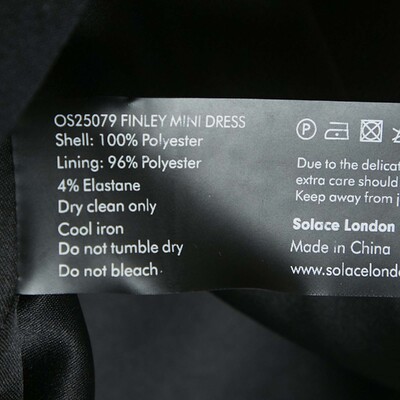 OS25079 FINLEY MINI DRESS
Shell: 100% Polyester
Lining: 96% Polyester
4% Elastane
Dry clean only
Cool iron
Do not tumble dry
Do not bleach
P
Due to the delicat
extra care should
Keep away from j
Solace London
Made in China
www.solacelond